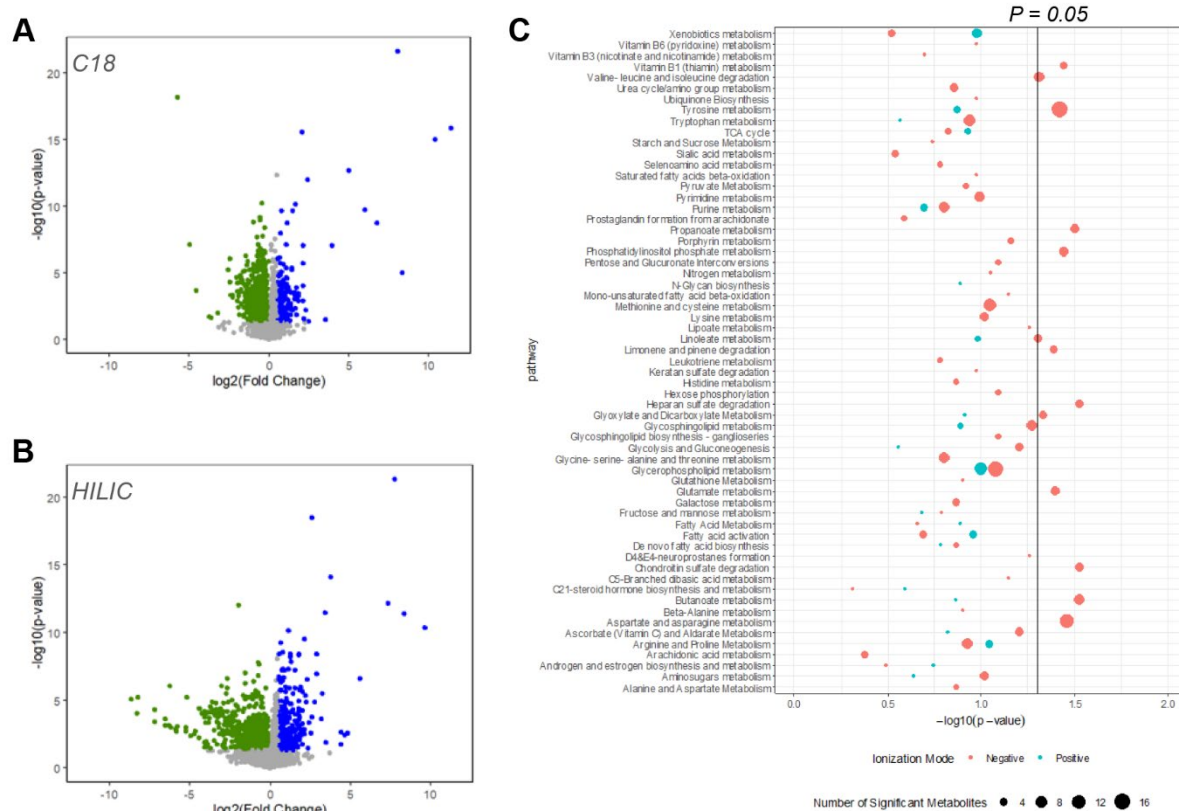 A
C18
20
15
10
5
0
-log10(p-value)
-10
-5
0
5
10
log2(Fold Change)
B
HILIC
20
15
10
5
0
-log10(p-value)
-10
-5
0
5
10
log2(Fold Change)
C
P = 0.05
Xenobiotics metabolism
Vitamin B6 (pyridoxine) metabolism
Vitamin B3 (nicotinate and nicotinamide) metabolism
Vitamin B1 (thiamin) metabolism
Valine- leucine and isoleucine degradation
Urea cycle/amino group metabolism
Ubiquinone Biosynthesis
Tyrosine metabolism
Tryptophan metabolism
TCA cycle
Starch and Sucrose Metabolism
Sialic acid metabolism
Selenoamino acid metabolism
Saturated fatty acids beta-oxidation
Pyruvate Metabolism
Pyrimidine metabolism
Purine metabolism
Prostaglandin formation from arachidonate
Propanoate metabolism
Porphyrin metabolism
Phosphatidylinositol phosphate metabolism
Pentose and Glucuronate Interconversions
Nitrogen metabolism
N-Glycan biosynthesis
Mono-unsaturated fatty acid beta-oxidation
Methionine and cysteine metabolism
Lysine metabolism
Lipoate metabolism
Linoleate metabolism
Limonene and pinene degradation
Leukotriene metabolism
Keratan sulfate degradation
Histidine metabolism
Hexose phosphorylation
Heparan sulfate degradation
Glyoxylate and Dicarboxylate Metabolism
Glycosphingolipid metabolism
Glycosphingolipid biosynthesis - ganglioseries
Glycolysis and Gluconeogenesis
Glycine- serine- alanine and threonine metabolism
Glycerophospholipid metabolism
Glutathione Metabolism
Glutamate metabolism
Galactose metabolism
Fructose and mannose metabolism
Fatty Acid Metabolism
Fatty acid activation
De novo fatty acid biosynthesis
D4&E4-neuroprostanes formation
Chondroitin sulfate degradation
C5-Branched dibasic acid metabolism
C21-steroid hormone biosynthesis and metabolism
Butanoate metabolism
Beta-Alanine metabolism
Aspartate and asparagine metabolism
Ascorbate (Vitamin C) and Aldarate Metabolism
Arginine and Proline Metabolism
Arachidonic acid metabolism
Androgen and estrogen biosynthesis and metabolism
Aminosugars metabolism
Alanine and Aspartate Metabolism
pathway
0.0
0.5
1.0
1.5
2.0
-log10(p-value)
Ionization Mode Negative Positive
Number of Significant Metabolites 4 8 12 16